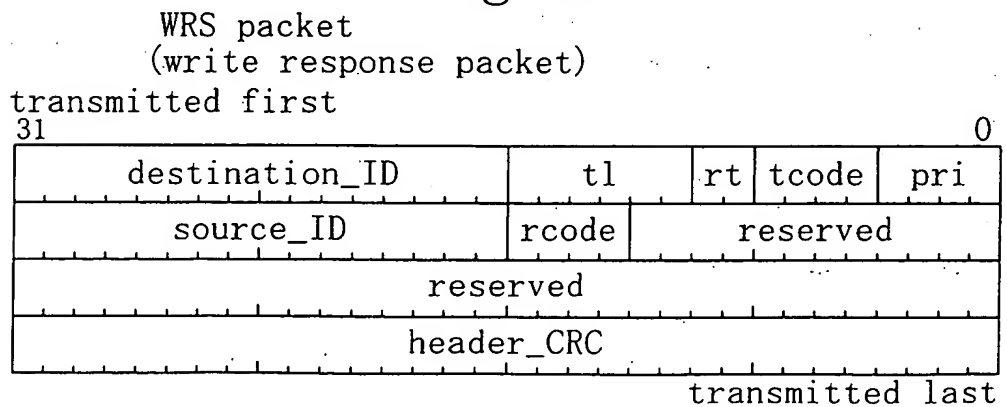 WRS packet
(write response packet)
transmitted first
31 0
destination_ID tl rt tcode pri
source_ID rcode reserved
reserved
header_CRC
transmitted last